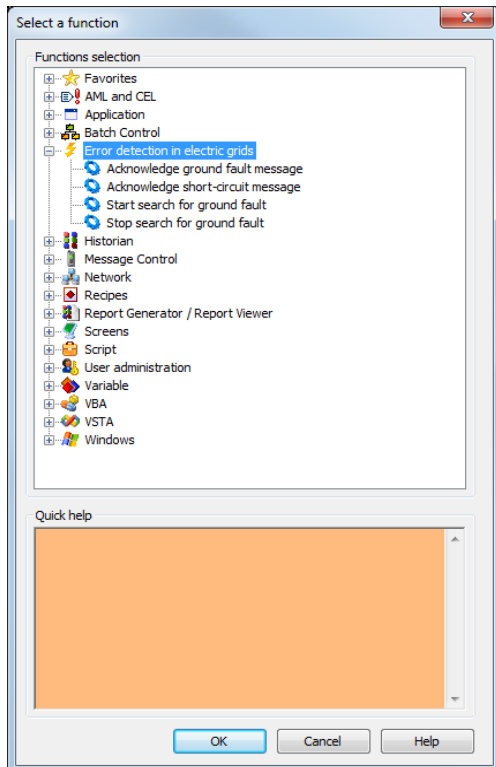 Select a function
Functions selection
Favorites
AML and CEL
Application
Batch Control
Error detection in electric grids
Acknowledge ground fault message
Acknowledge short-circuit message
Start search for ground fault
Stop search for ground fault
Historian
Message Control
Network
Recipes
Report Generator / Report Viewer
Screens
Script
User administration
Variable
VBA
VSTA
Windows
Quick help
OK Cancel Help